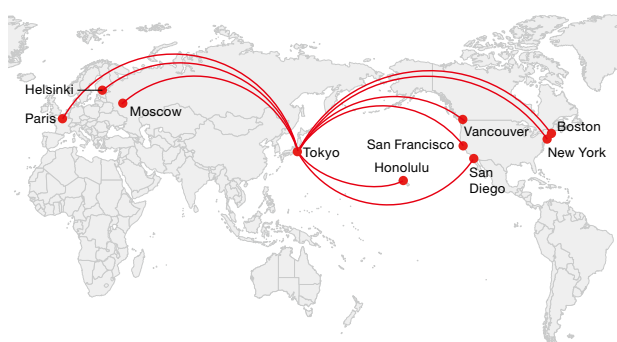 Helsinki
Paris
Moscow
Tokyo
San Francisco
Honolulu
Vancouver
Boston
New York
San
Diego